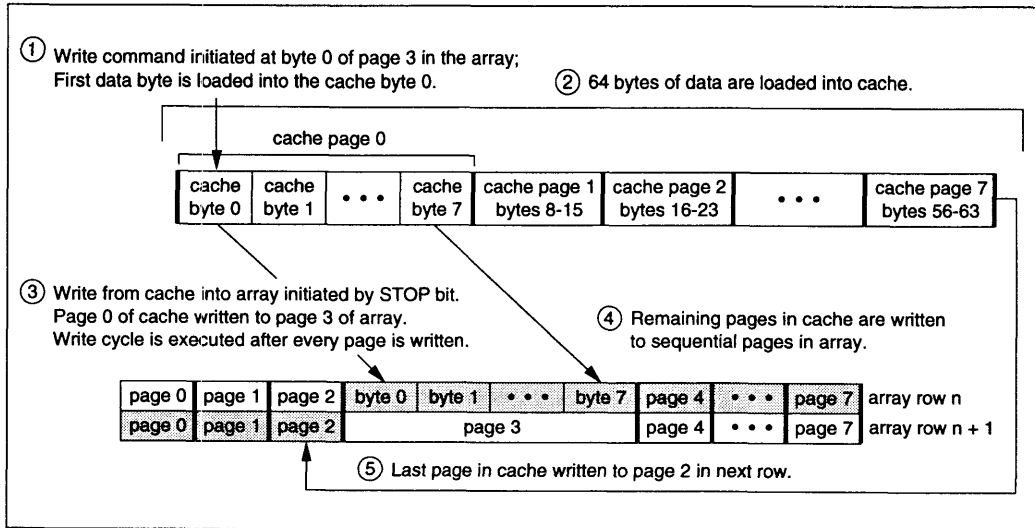 ① Write command initiated at byte 0 of page 3 in the array;
First data byte is loaded into the cache byte 0.
② 64 bytes of data are loaded into cache.
cache page 0
cache byte 0 cache byte 1 • • • cache byte 7 cache page 1 bytes 8-15 cache page 2 bytes 16-23 • • • cache page 7 bytes 56-63
③ Write from cache into array initiated by STOP bit.
Page 0 of cache written to page 3 of array.
Write cycle is executed after every page is written.
④ Remaining pages in cache are written
to sequential pages in array.
page 0 page 1 page 2 byte 0 byte 1 • • • byte 7 page 4 • • • page 7 array row n
page 0 page 1 page 2 page 3 page 4 • • • page 7 array row n + 1
⑤ Last page in cache written to page 2 in next row.